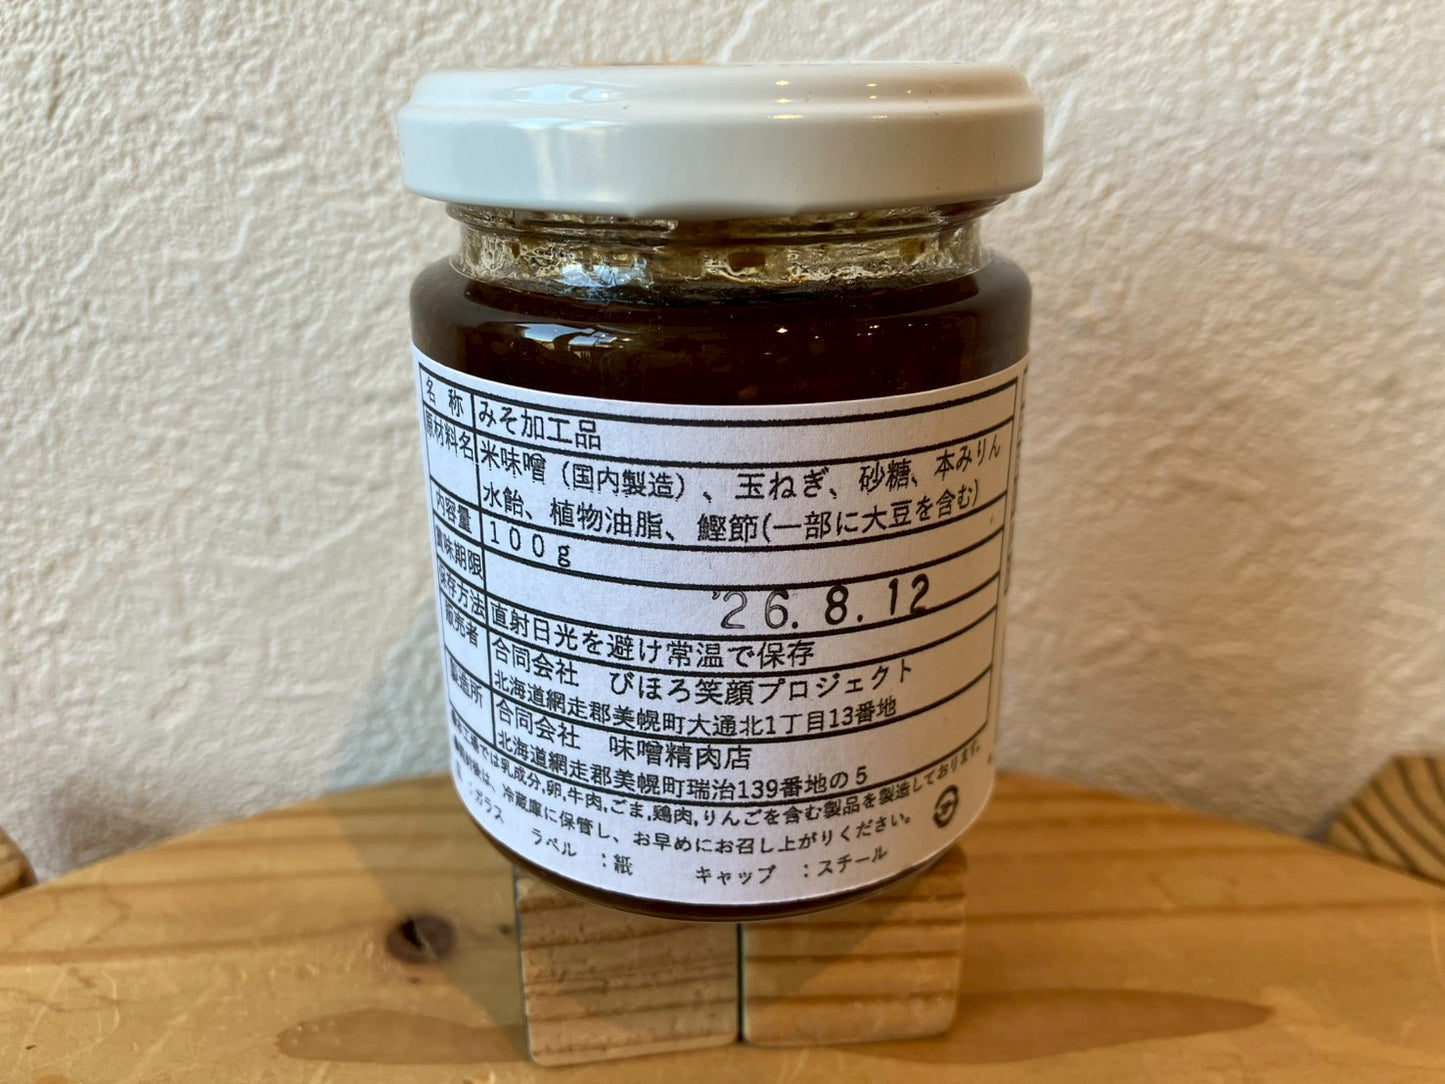 名称 みそ加工品
原材料名 米味噌(国内製造)、玉ねぎ、砂糖、本みりん
水飴、植物油脂、鰹節(一部に大豆を含む)
内容量 100g
賞味期限 '26.8.12
保存方法 直射日光を避け常温で保存
販売者 合同会社 びほろ笑顔プロジェクト
北海道網走郡美幌町大通北1丁目13番地
製造所 合同会社 味噌精肉店
北海道網走郡美幌町瑞治139番地の5
工場では乳成分,卵,牛肉,ごま,鶏肉,りんごを含む製品を製造しております。
は、冷蔵庫に保管し、お早めにお召し上がりください。
:ガラス ラベル :紙 キャップ :スチール